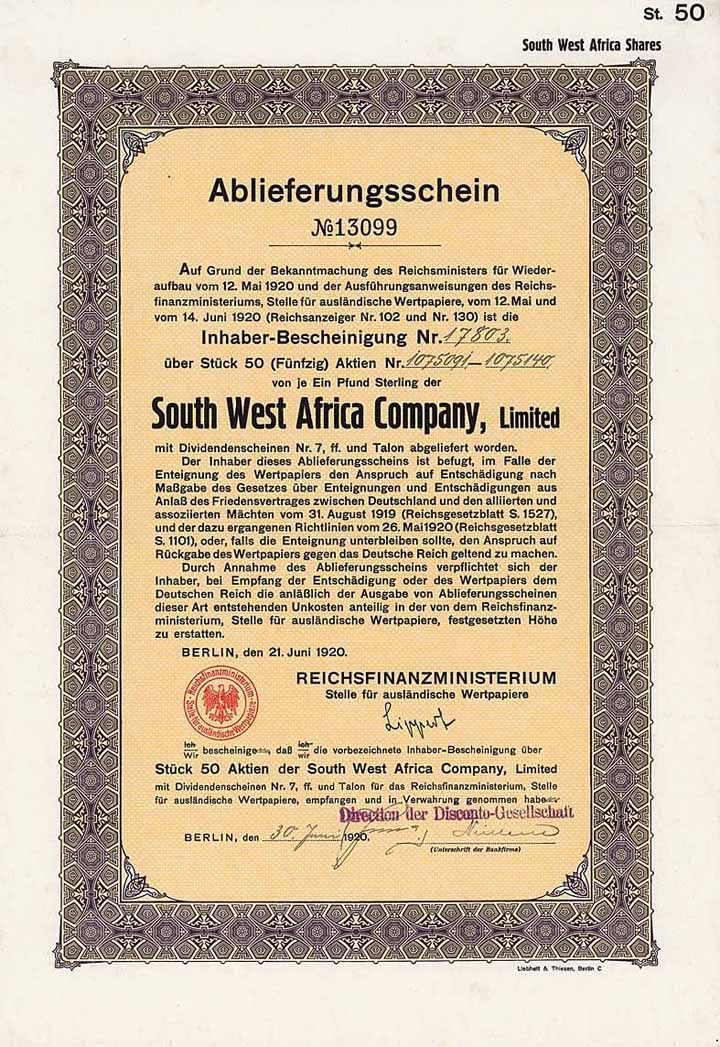 St. 50
South West Africa Shares
Ablieferungsschein
№ 13099
Auf Grund der Bekanntmachung des Reichsministers für Wieder-
aufbau vom 12. Mai 1920 und der Ausführungsanweisungen des Reichs-
finanzministeriums, Stelle für ausländische Wertpapiere, vom 12. Mai und
vom 14. Juni 1920 (Reichsanzeiger Nr. 102 und Nr. 130) ist die
Inhaber-Bescheinigung Nr. 17803.
über Stück 50 (Fünfzig) Aktien Nr. 1075091–1075140,
von je Ein Pfund Sterling der
South West Africa Company, Limited
mit Dividendenscheinen Nr. 7, ff. und Talon abgeliefert worden.
Der Inhaber dieses Ablieferungsscheins ist befugt, im Falle der
Enteignung des Wertpapiers den Anspruch auf Entschädigung nach
Maßgabe des Gesetzes über Enteignungen und Entschädigungen aus
Anlaß des Friedensvertrages zwischen Deutschland und den alliierten und
assoziierten Mächten vom 31. August 1919 (Reichsgesetzblatt S. 1527),
und der dazu ergangenen Richtlinien vom 26. Mai 1920 (Reichsgesetzblatt
S. 1101), oder, falls die Enteignung unterbleiben sollte, den Anspruch auf
Rückgabe des Wertpapiers gegen das Deutsche Reich geltend zu machen.
Durch Annahme des Ablieferungsscheins verpflichtet sich der
Inhaber, bei Empfang der Entschädigung oder des Wertpapiers dem
Deutschen Reich die anläßlich der Ausgabe von Ablieferungsscheinen
dieser Art entstehenden Unkosten anteilig in der von dem Reichsfinanz-
ministerium, Stelle für ausländische Wertpapiere, festgesetzten Höhe
zu erstatten.
BERLIN, den 21. Juni 1920.
REICHSFINANZMINISTERIUM
Stelle für ausländische Wertpapiere
Reichsfinanzministerium
Stelle für ausländische Wertpapiere
Lippert
Ich
Wir bescheinigen, daß ich
wir die vorbezeichnete Inhaber-Bescheinigung über
Stück 50 Aktien der South West Africa Company, Limited
mit Dividendenscheinen Nr. 7, ff. und Talon für das Reichsfinanzministerium, Stelle
für ausländische Wertpapiere, empfangen und in Verwahrung genommen haben.
Direction der Disconto-Gesellschaft
BERLIN, den 30. Juni 1920.
(Unterschrift der Bankfirma)
Liebheit & Thiesen, Berlin C